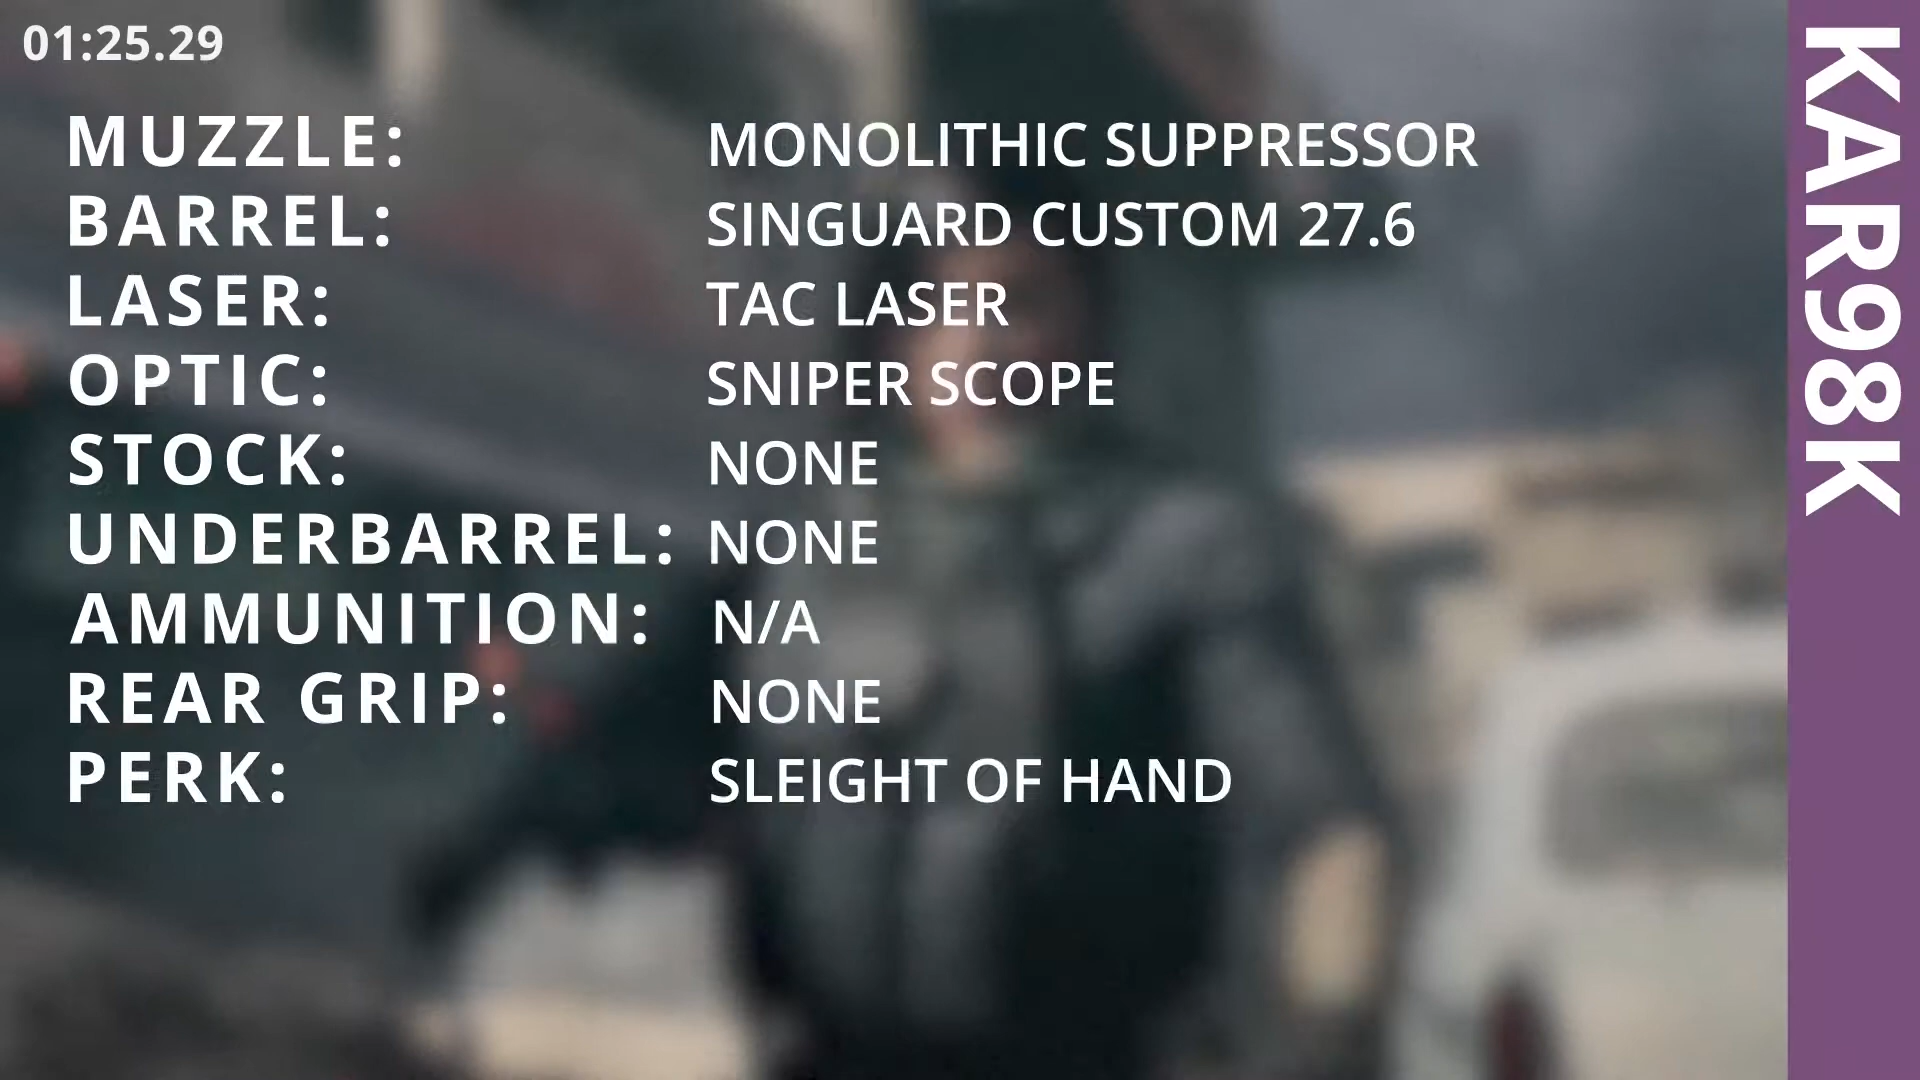 01:25.29
MUZZLE: MONOLITHIC SUPPRESSOR
BARREL: SINGUARD CUSTOM 27.6
LASER: TAC LASER
OPTIC: SNIPER SCOPE
STOCK: NONE
UNDERBARREL: NONE
AMMUNITION: N/A
REAR GRIP: NONE
PERK: SLEIGHT OF HAND
KAR98K